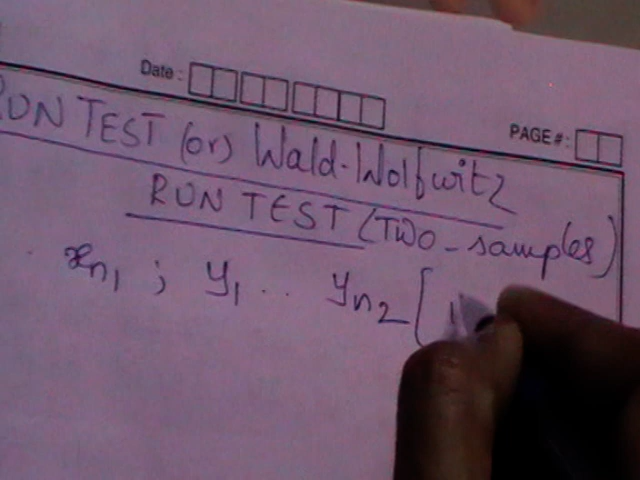 Date :
PAGE # :
RUN TEST (or) Wald-Wolfwitz
RUN TEST (Two-samples)
xn1 ; y1 .. yn2 [